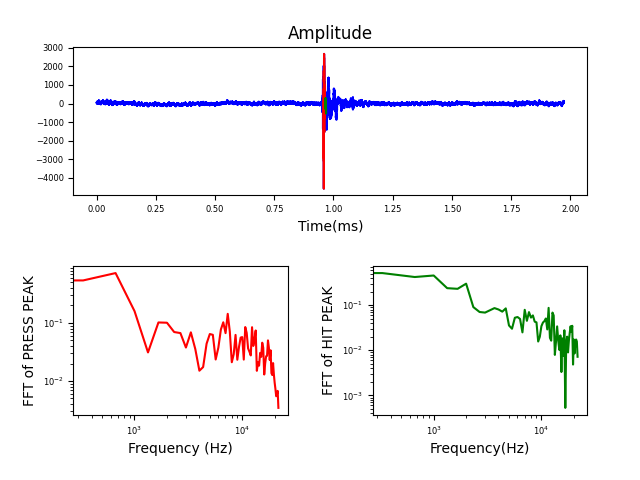 Amplitude
3000
2000
1000
0
−1000
−2000
−3000
−4000
0.00 0.25 0.50 0.75 1.00 1.25 1.50 1.75 2.00
Time(ms)
FFT of PRESS PEAK
10⁻¹
10⁻²
10³ 10⁴
Frequency (Hz)
FFT of HIT PEAK
10⁻¹
10⁻²
10⁻³
10³ 10⁴
Frequency(Hz)